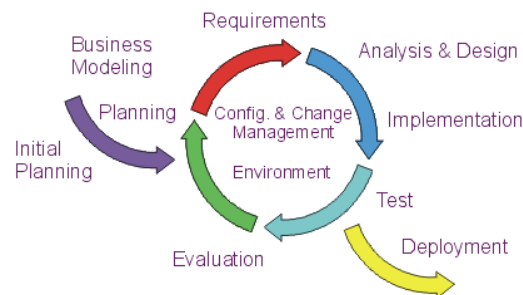 Requirements
Business
Modeling
Analysis & Design
Planning
Config. & Change
Management
Implementation
Initial
Planning
Environment
Test
Evaluation
Deployment